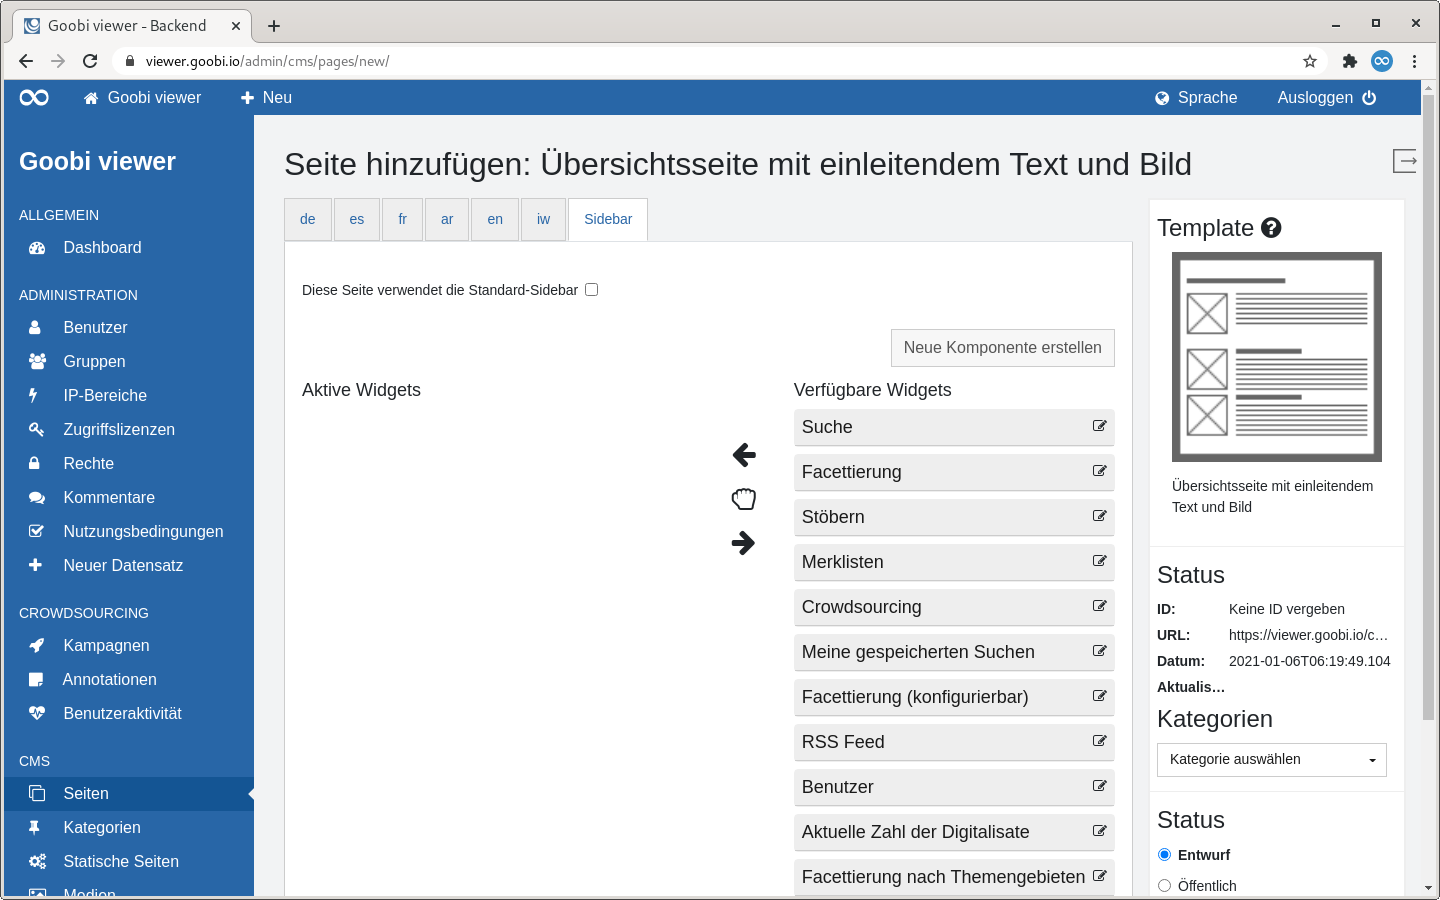 Goobi viewer - Backend
viewer.goobi.io/admin/cms/pages/new/
Goobi viewer
Neu
Sprache
Ausloggen
Goobi viewer
ALLGEMEIN
Dashboard
ADMINISTRATION
Benutzer
Gruppen
IP-Bereiche
Zugriffslizenzen
Rechte
Kommentare
Nutzungsbedingungen
Neuer Datensatz
CROWDSOURCING
Kampagnen
Annotationen
Benutzeraktivität
CMS
Seiten
Kategorien
Statische Seiten
Medien
Seite hinzufügen: Übersichtsseite mit einleitendem Text und Bild
de
es
fr
ar
en
iw
Sidebar
Diese Seite verwendet die Standard-Sidebar
Neue Komponente erstellen
Aktive Widgets
Verfügbare Widgets
Suche
Facettierung
Stöbern
Merklisten
Crowdsourcing
Meine gespeicherten Suchen
Facettierung (konfigurierbar)
RSS Feed
Benutzer
Aktuelle Zahl der Digitalisate
Facettierung nach Themengebieten
Template
Übersichtsseite mit einleitendem
Text und Bild
Status
ID: Keine ID vergeben
URL: https://viewer.goobi.io/c…
Datum: 2021-01-06T06:19:49.104
Aktualis…
Kategorien
Kategorie auswählen
Status
Entwurf
Öffentlich